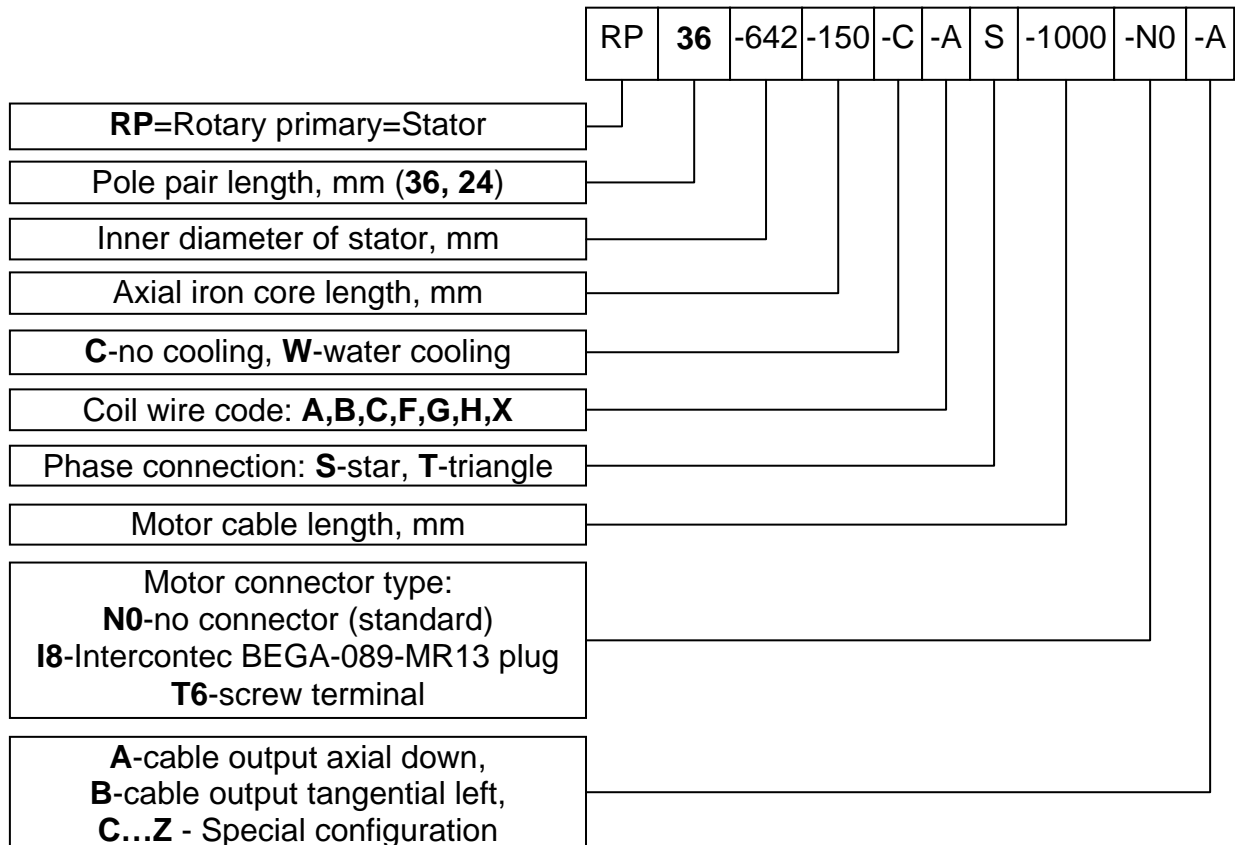 RP 36 -642 -150 -C -A S -1000 -N0 -A
RP=Rotary primary=Stator
Pole pair length, mm (36, 24)
Inner diameter of stator, mm
Axial iron core length, mm
C-no cooling, W-water cooling
Coil wire code: A,B,C,F,G,H,X
Phase connection: S-star, T-triangle
Motor cable length, mm
Motor connector type:
N0-no connector (standard)
I8-Intercontec BEGA-089-MR13 plug
T6-screw terminal
A-cable output axial down,
B-cable output tangential left,
C…Z - Special configuration